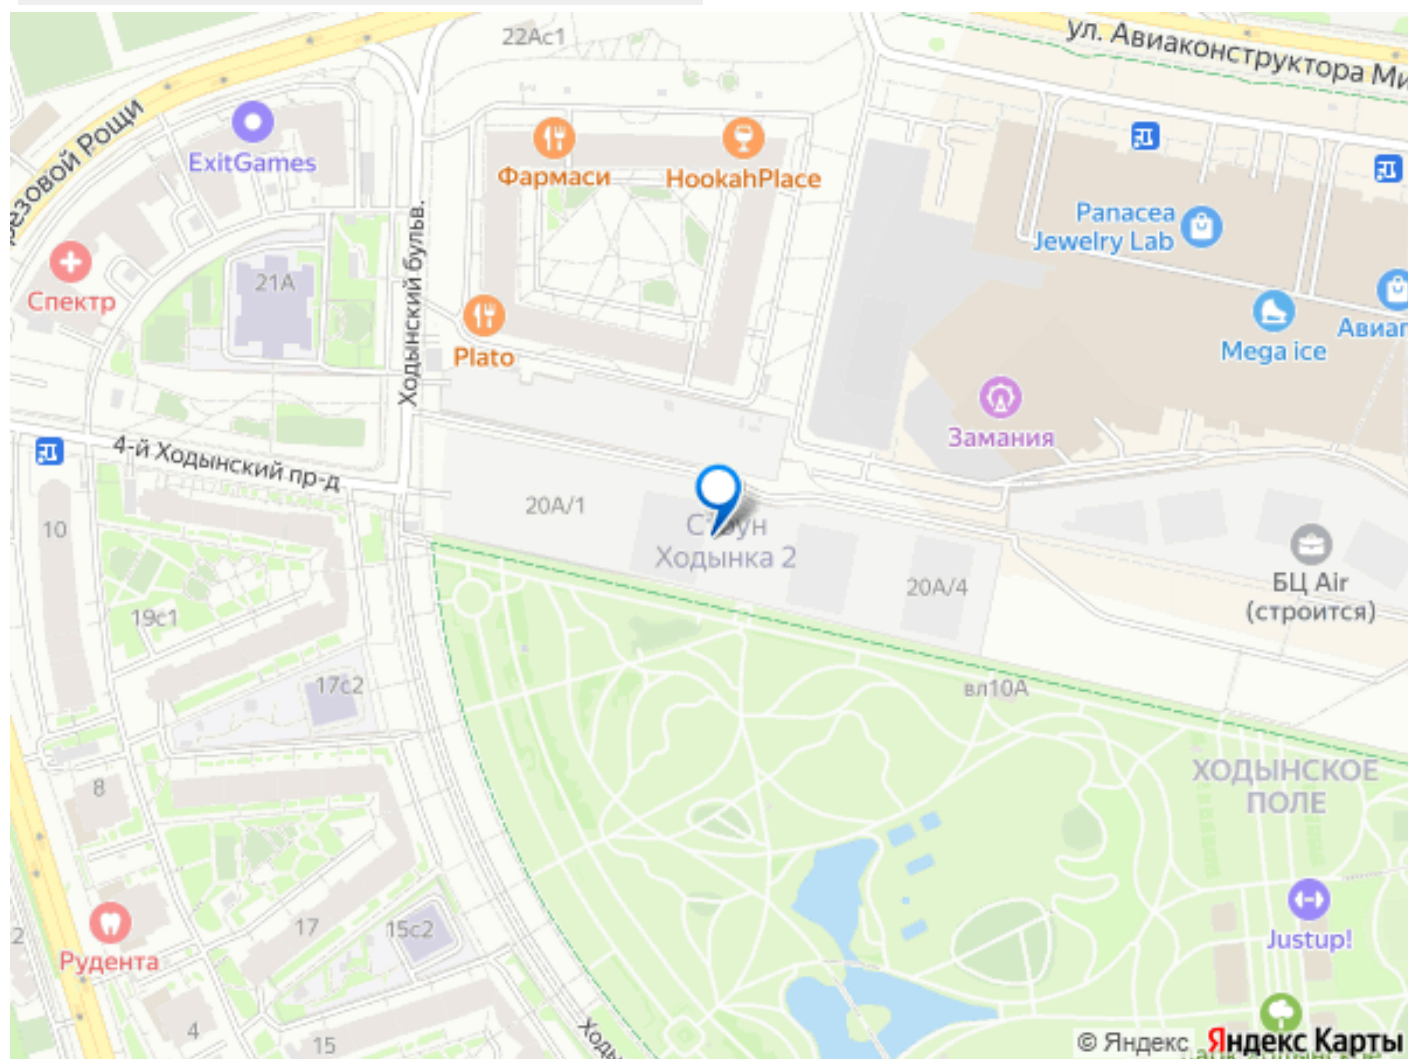 22Ас1
ул. Авиаконструктора Ми
Рощи
ExitGames
Фармаси
HookahPlace
Panacea
Jewelry Lab
Спектр
21А
Ходынский бульв.
Plato
Mega ice
Замания
4-й Ходынский пр-д
20А/1
Ходынка 2
20А/4
БЦ Air
(строится)
10
19с1
17с2
вл10А
ХОДЫНСКОЕ
ПОЛЕ
8
17
15с2
2
Рудента
Justup!
4
15
© Яндекс Яндекс Карты